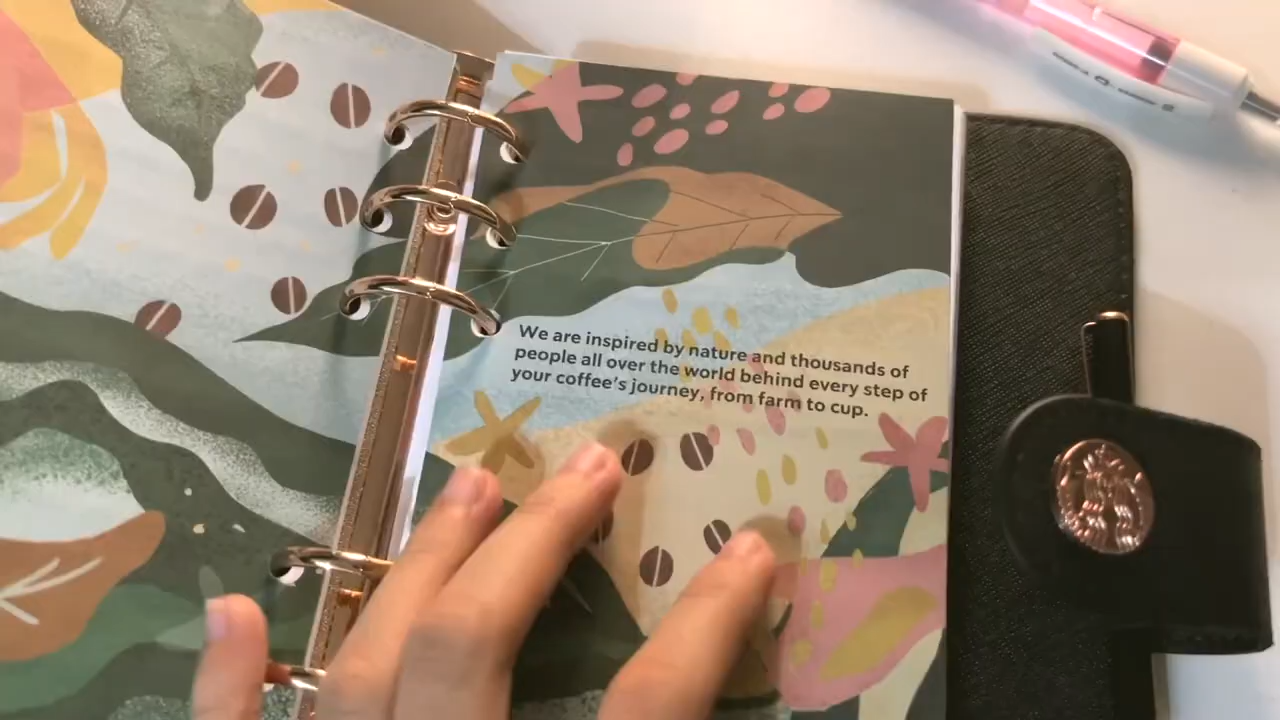 We are inspired by nature and thousands of
people all over the world behind every step of
your coffee's journey, from farm to cup.